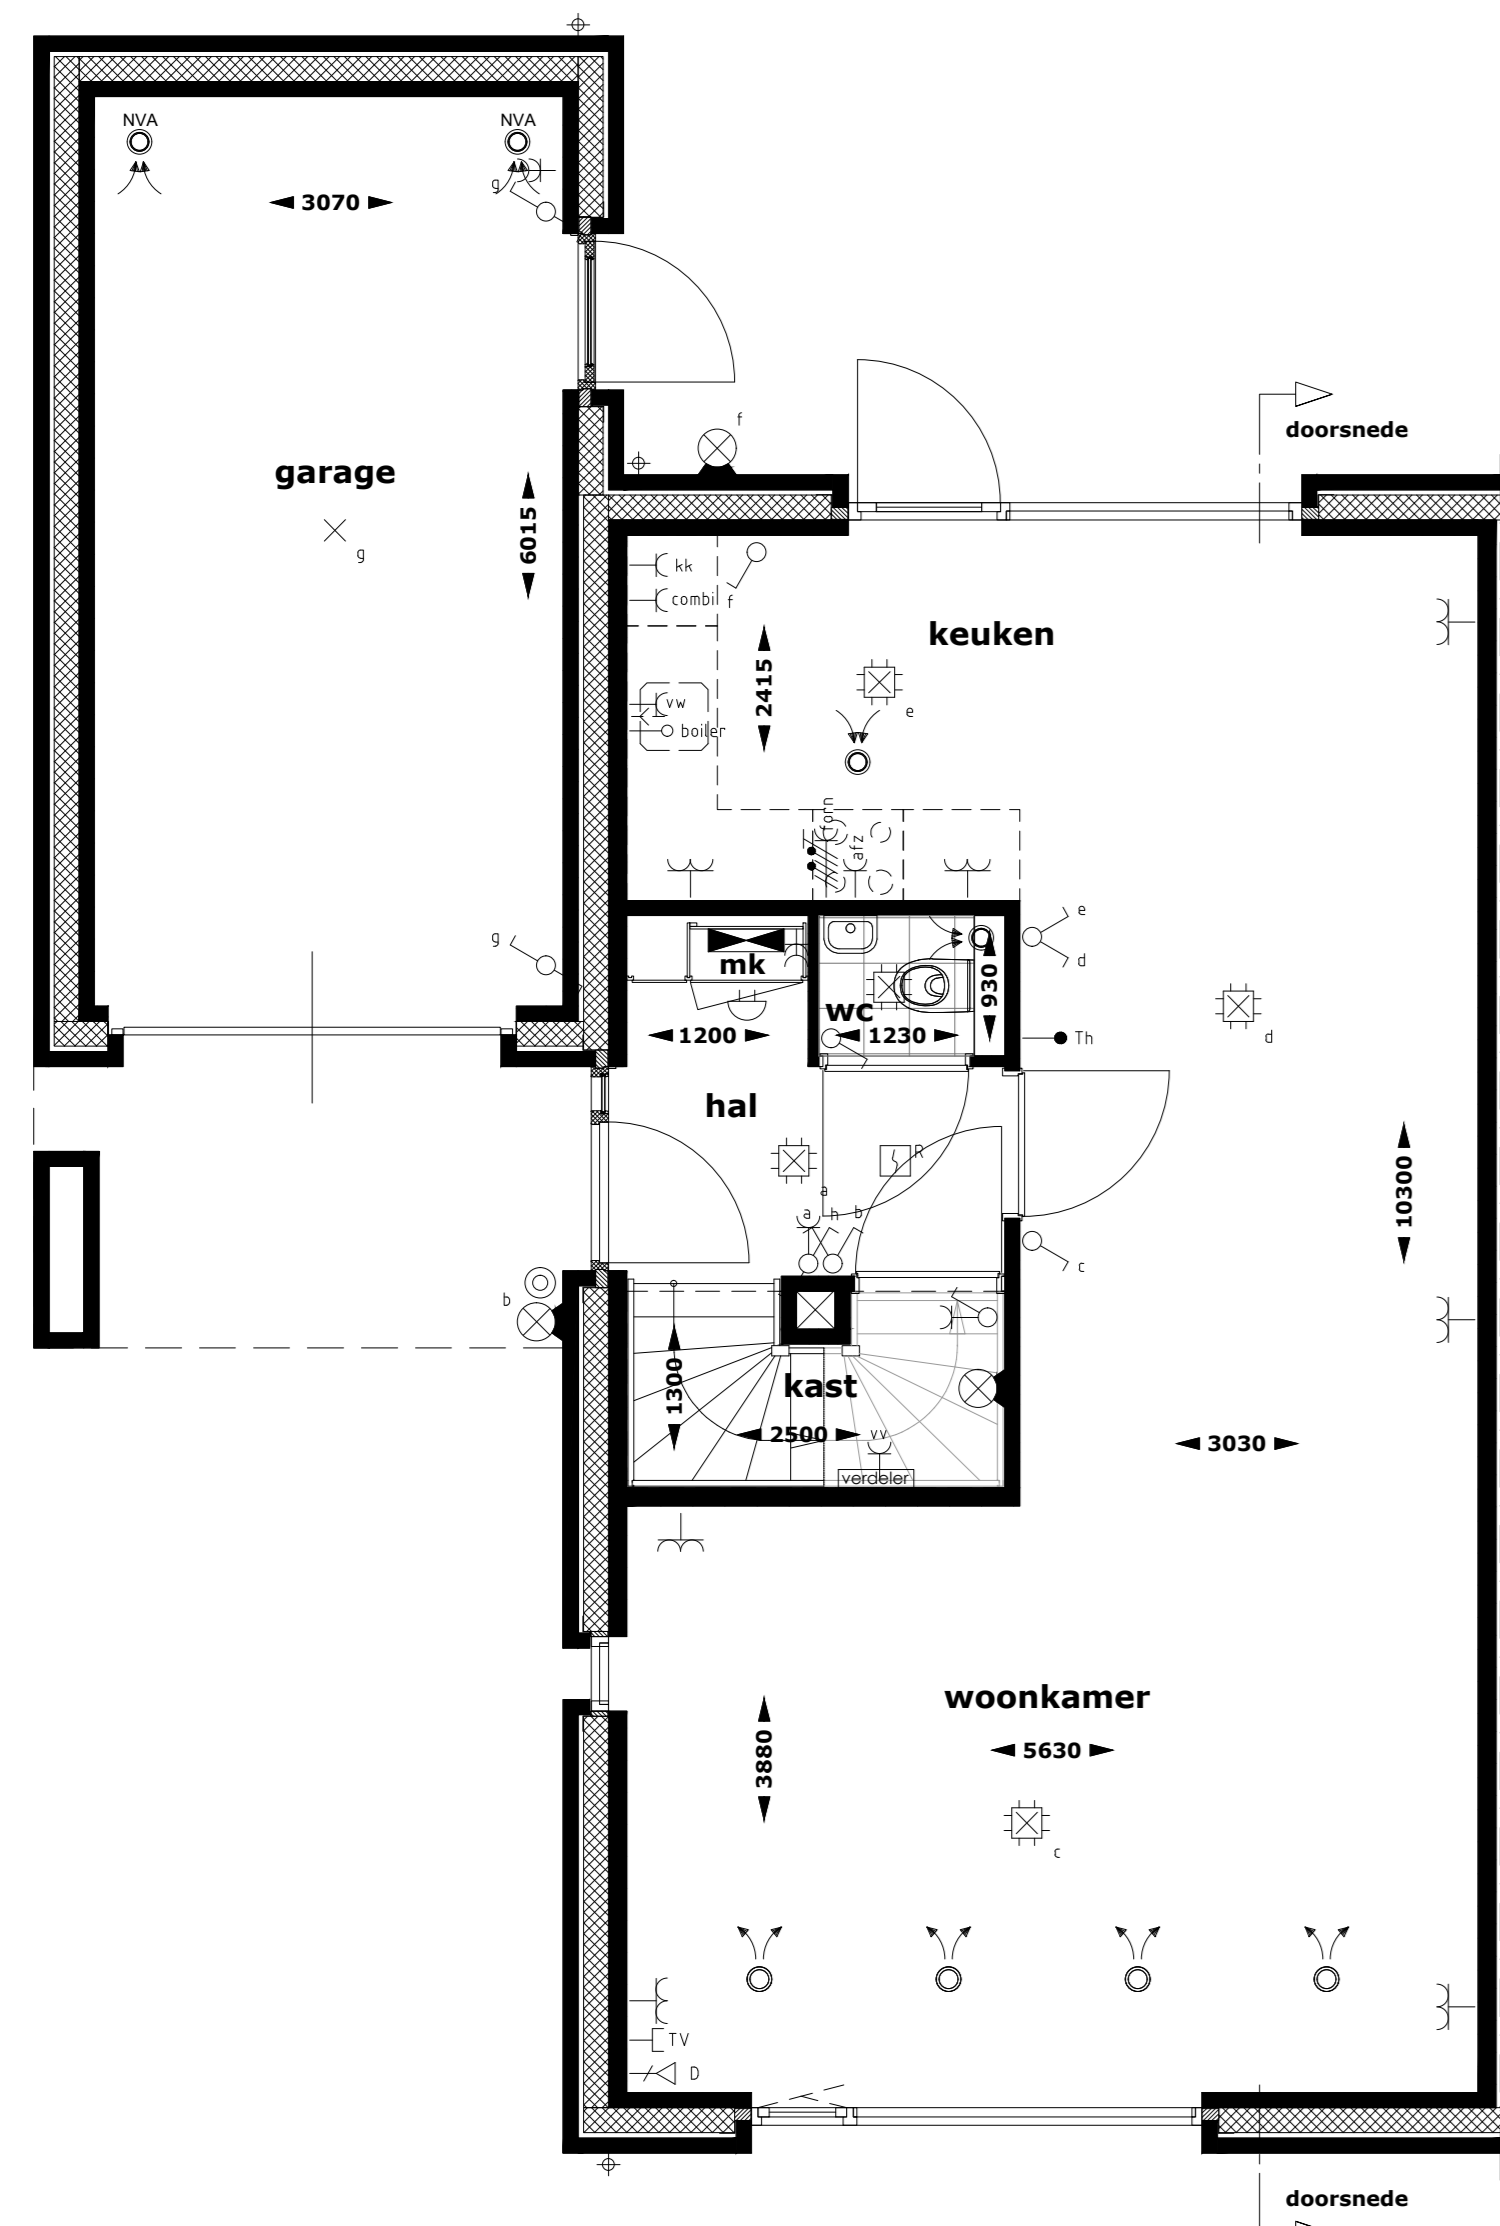 NVA
NVA
g
3070
f
doorsnede
garage
g
6015
kk
combi
f
keuken
2415
vw
boiler
e
forn
afz
e
g
d
mk
930
wc
1200
1230
Th
d
hal
R
a
a
h
b
10300
c
b
1300
kast
2500
vv
3030
verdeler
woonkamer
3880
5630
c
TV
D
doorsnede